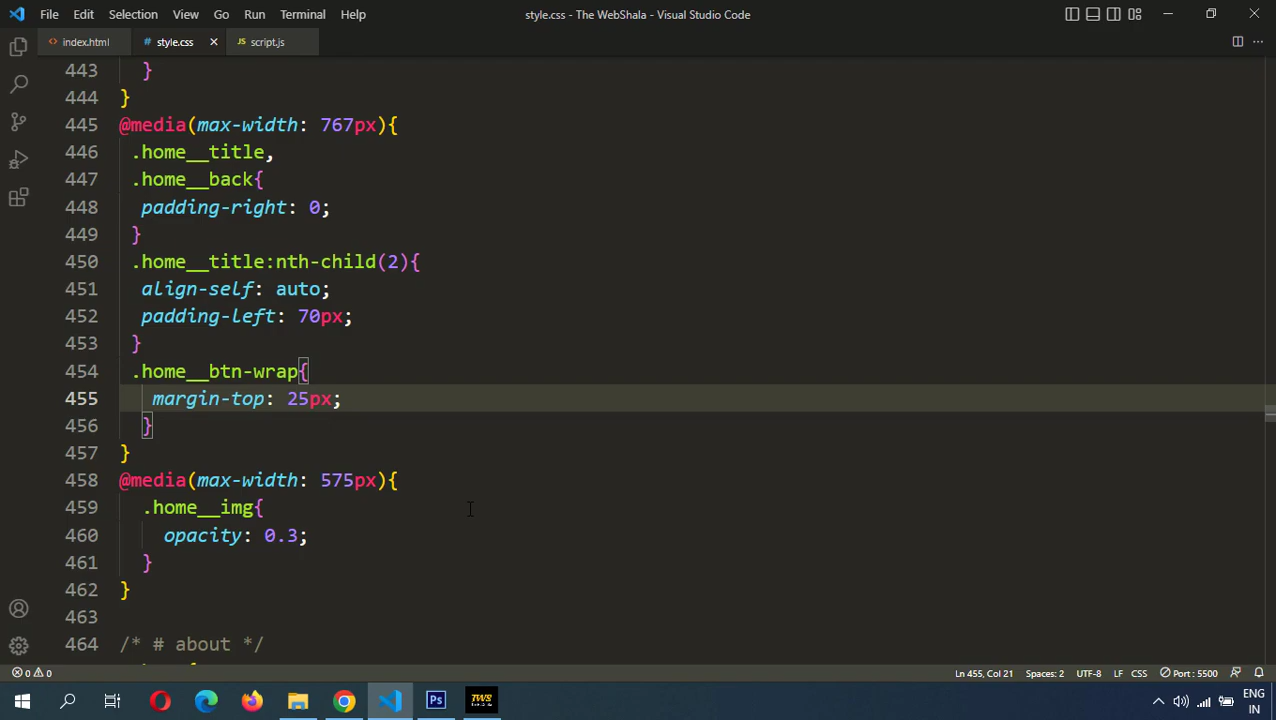 File Edit Selection View Go Run Terminal Help style.css - The WebShala - Visual Studio Code
index.html style.css script.js
443 }
444 }
445 @media(max-width: 767px){
446 .home__title,
447 .home__back{
448 padding-right: 0;
449 }
450 .home__title:nth-child(2){
451 align-self: auto;
452 padding-left: 70px;
453 }
454 .home__btn-wrap{
455 margin-top: 25px;
456 }
457 }
458 @media(max-width: 575px){
459 .home__img{
460 opacity: 0.3;
461 }
462 }
463
464 /* # about */
0 0 Ln 455, Col 21 Spaces: 2 UTF-8 LF CSS Port : 5500
Ps TWS ENG
IN